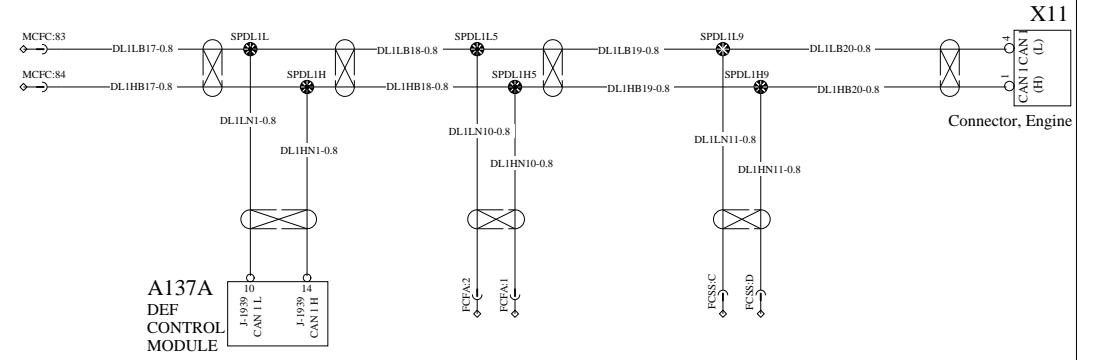 X11
MCFC:83
DL1LB17-0.8
SPDL1L
DL1LB18-0.8
SPDL1L5
DL1LB19-0.8
SPDL1L9
DL1LB20-0.8
4
CAN 1
(L)
MCFC:84
DL1HB17-0.8
SPDL1H
DL1HB18-0.8
SPDL1H5
DL1HB19-0.8
SPDL1H9
DL1HB20-0.8
1
CAN 1
(H)
Connector, Engine
DL1LN1-0.8
DL1HN1-0.8
DL1LN10-0.8
DL1HN10-0.8
DL1LN11-0.8
DL1HN11-0.8
A137A
DEF
CONTROL
MODULE
10
J-1939
CAN 1 L
14
J-1939
CAN 1 H
FCFA:2
FCFA:1
FCSS:C
FCSS:D